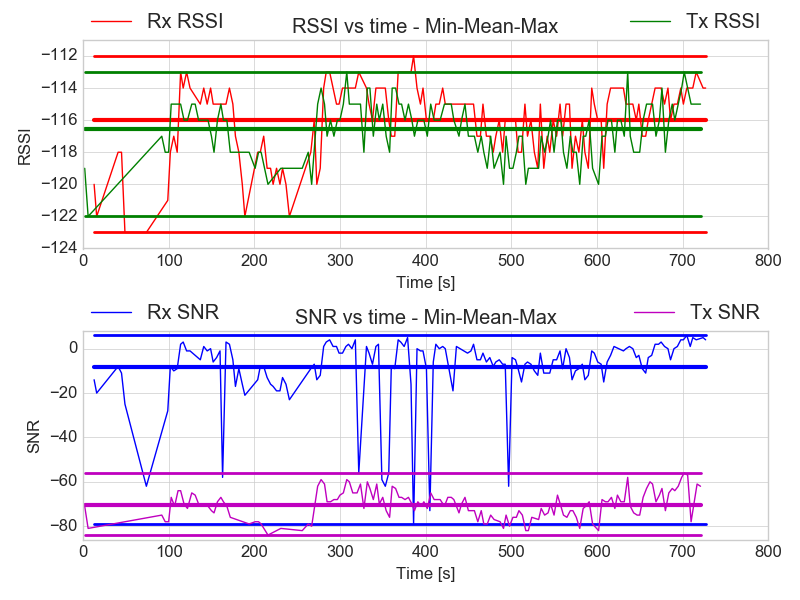 Rx RSSI
RSSI vs time - Min-Mean-Max
Tx RSSI
−112
−114
−116
−118
−120
−122
−124
RSSI
0 100 200 300 400 500 600 700 800
Time [s]
Rx SNR
SNR vs time - Min-Mean-Max
Tx SNR
0
−20
−40
−60
−80
SNR
0 100 200 300 400 500 600 700 800
Time [s]